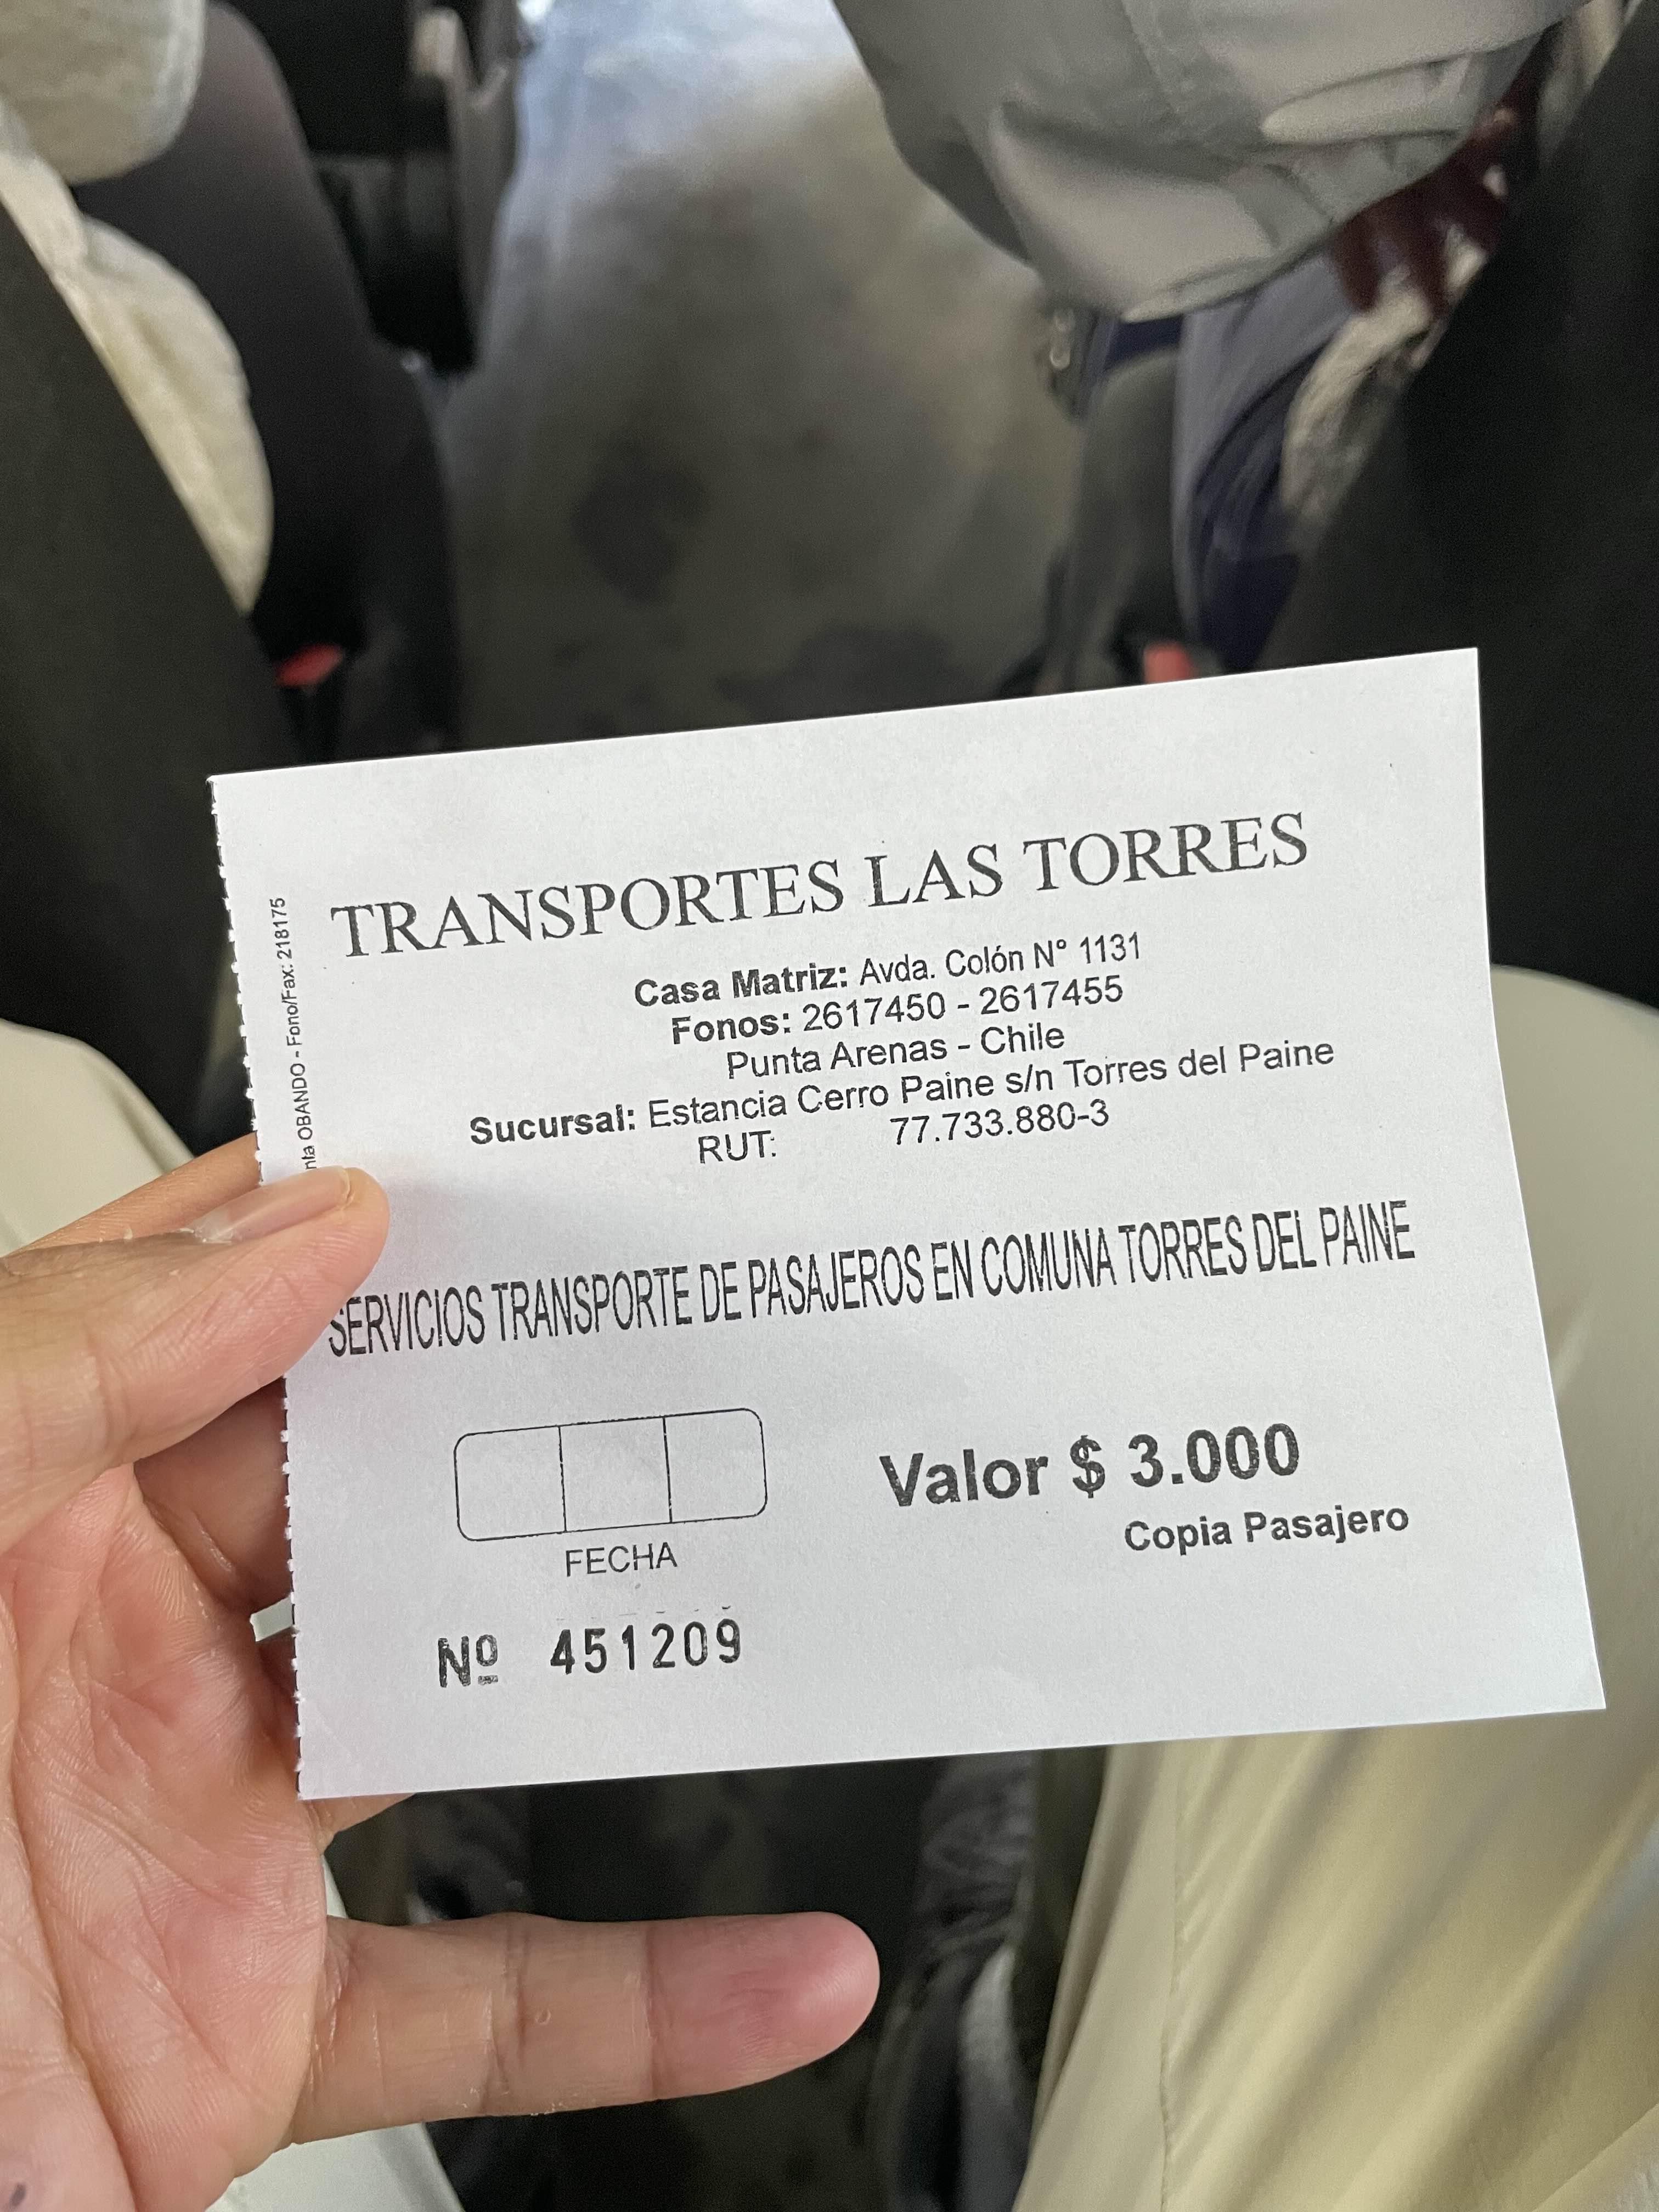 TRANSPORTES LAS TORRES
Casa Matriz: Avda. Colón N° 1131
Fonos: 2617450 - 2617455
Punta Arenas - Chile
Sucursal: Estancia Cerro Paine s/n Torres del Paine
RUT: 77.733.880-3
SERVICIOS TRANSPORTE DE PASAJEROS EN COMUNA TORRES DEL PAINE
Valor $ 3.000
Copia Pasajero
FECHA
Nº 451209
OBANDO - Fono/Fax: 218175